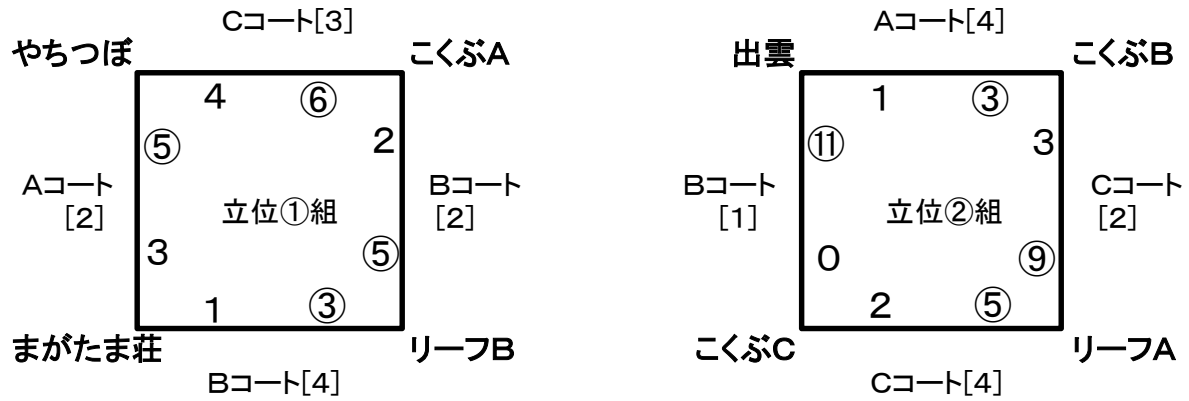 Cコート[3]
やちつぼ
こくぶA
4
⑥
⑤
2
Aコート
[2]
立位①組
Bコート
[2]
3
⑤
1
③
まがたま荘
リーフB
Bコート[4]
Aコート[4]
出雲
こくぶB
1
③
⑪
3
Bコート
[1]
立位②組
Cコート
[2]
0
⑨
2
⑤
こくぶC
リーフA
Cコート[4]